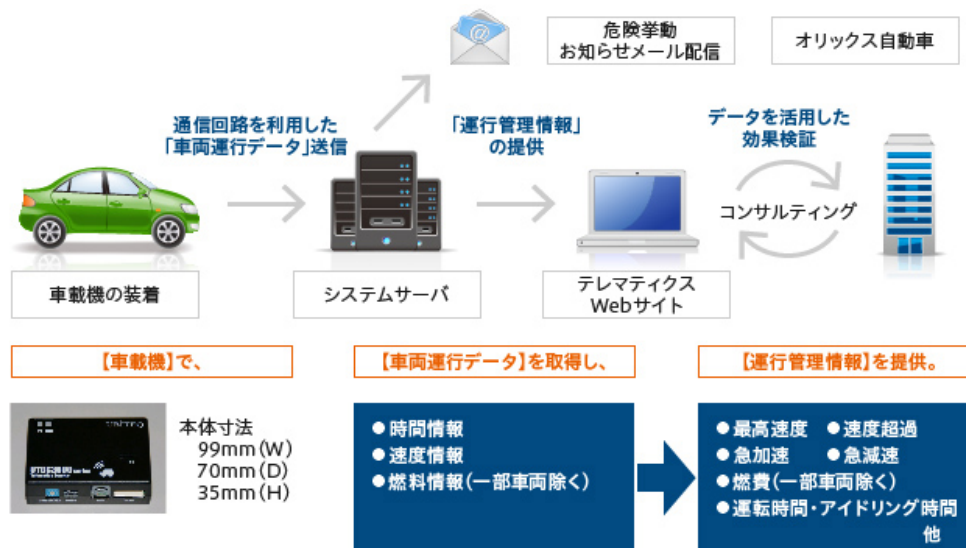 危険挙動
お知らせメール配信
オリックス自動車
通信回路を利用した
「車両運行データ」送信
「運行管理情報」
の提供
データを活用した
効果検証
コンサルティング
車載機の装着
システムサーバ
テレマティクス
Webサイト
【車載機】で、
【車両運行データ】を取得し、
【運行管理情報】を提供。
本体寸法
99mm(W)
70mm(D)
35mm(H)
●時間情報
●速度情報
●燃料情報(一部車両除く)
●最高速度 ●速度超過
●急加速 ●急減速
●燃費(一部車両除く)
●運転時間・アイドリング時間
他